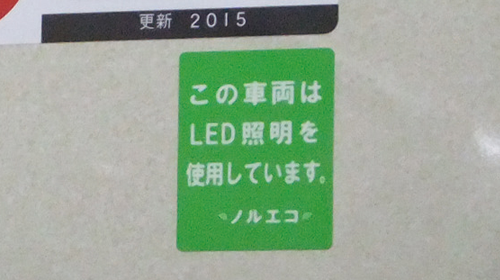 更新 2015
この車両は
LED照明を
使用しています。
ノルエコ